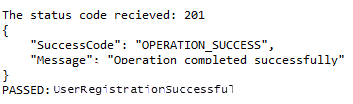 The status code recieved: 201
{
    "SuccessCode": "OPERATION_SUCCESS",
    "Message": "Operation completed successfully"
}
PASSED: UserRegistrationSuccessful